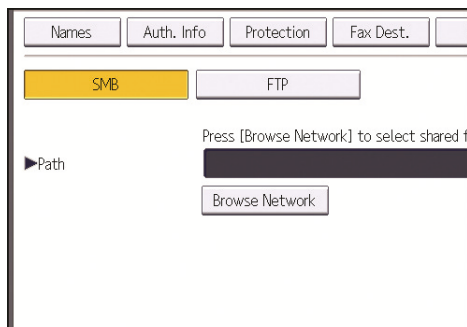 Names Auth. Info Protection Fax Dest.
SMB FTP
Press [Browse Network] to select shared f
▶Path
Browse Network